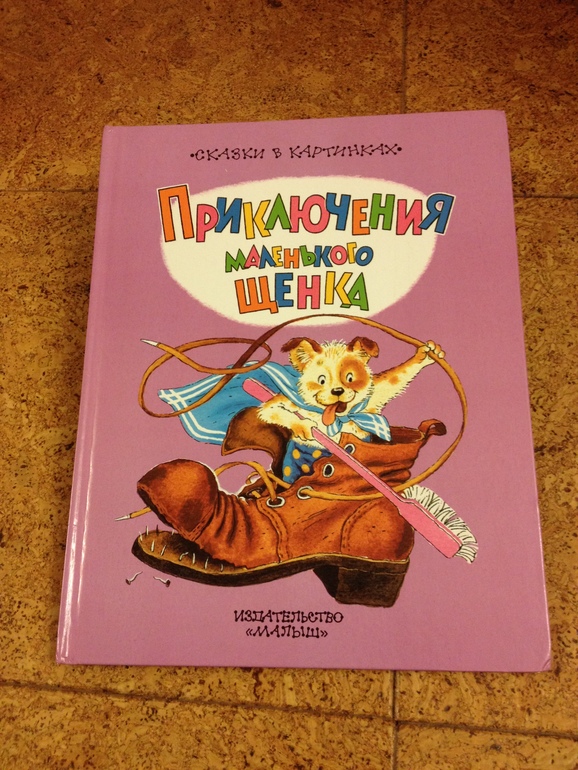 •СКАЗКИ В КАРТИНКАХ•
ПРИКЛЮЧЕНИЯ
МАЛЕНЬКОГО
ЩЕНКА
ИЗДАТЕЛЬСТВО
«МАЛЫШ»